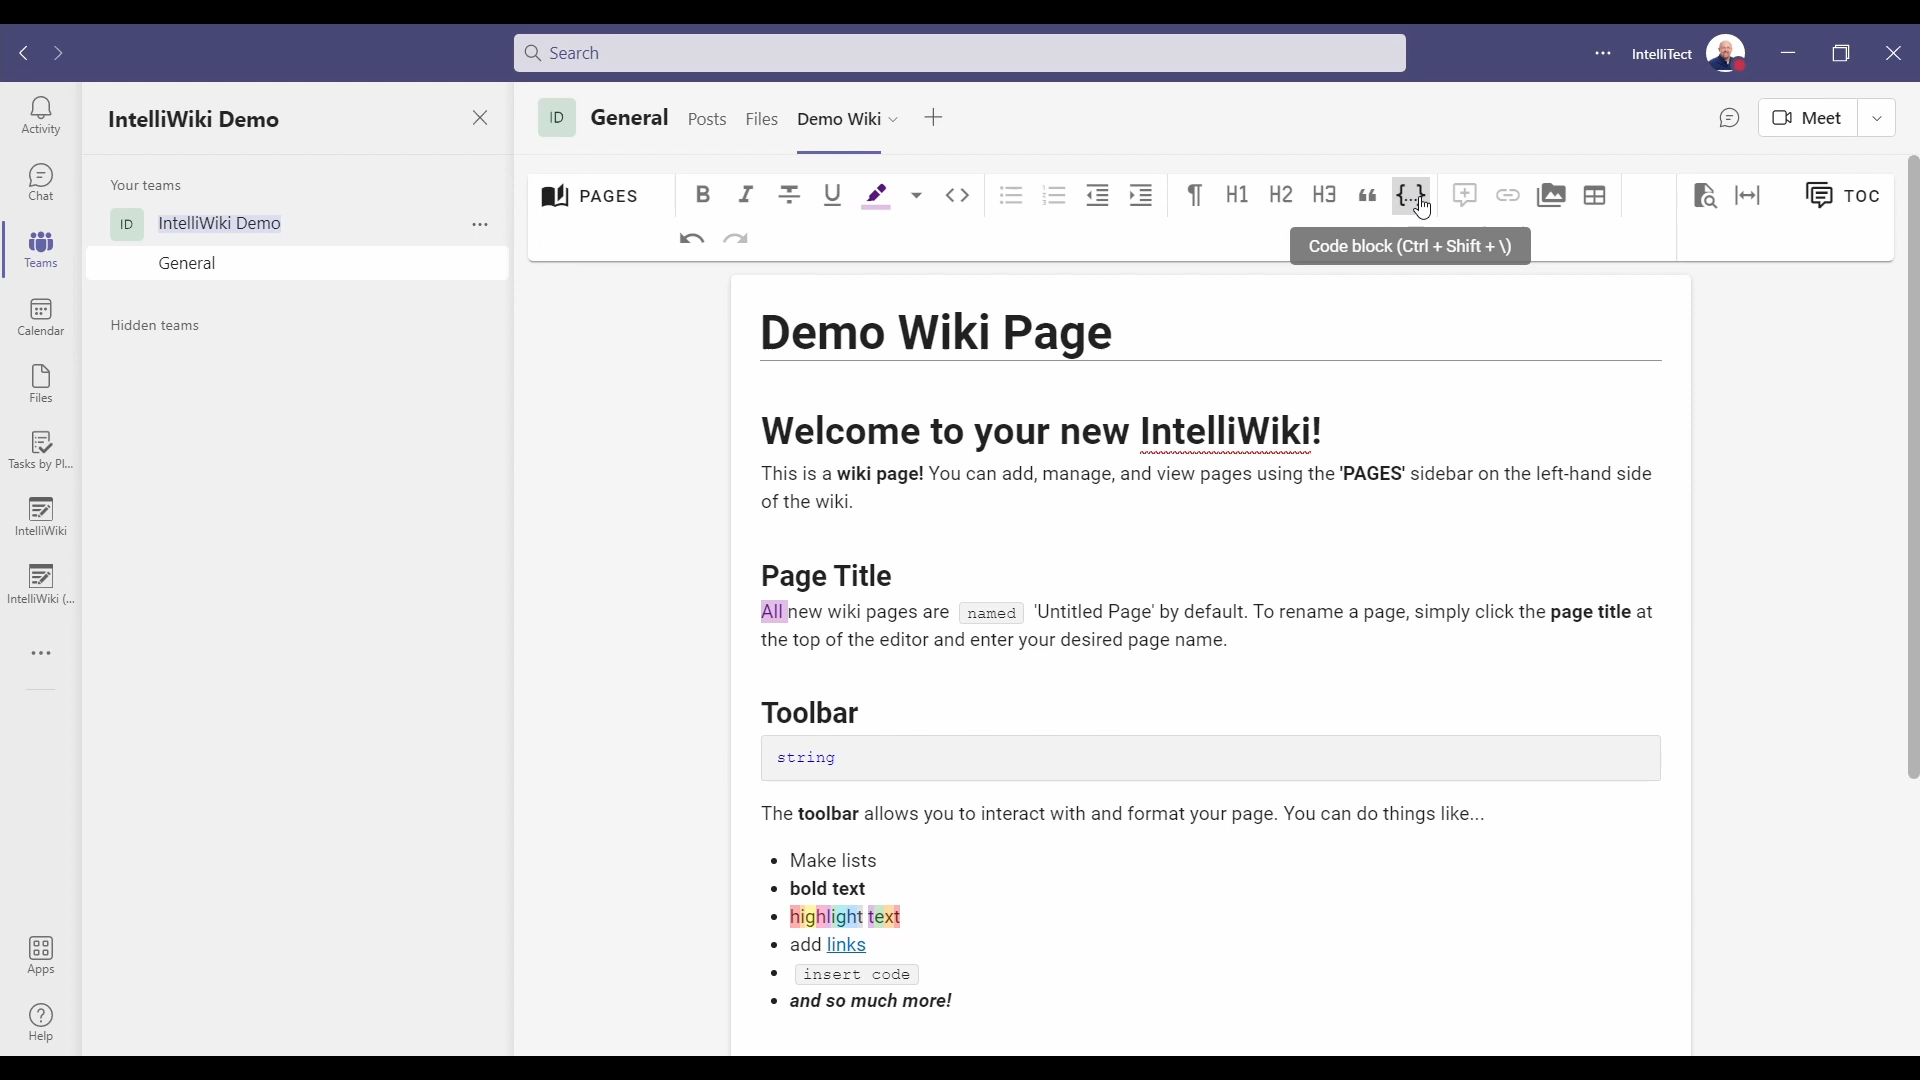 Search
IntelliTect
Activity
Chat
Teams
Calendar
Files
Tasks by Pl...
IntelliWiki
IntelliWiki (...
Apps
Help
IntelliWiki Demo
Your teams
ID IntelliWiki Demo
General
Hidden teams
ID General Posts Files Demo Wiki
Meet
PAGES B I S U H1 H2 H3 {...} TOC
Code block (Ctrl + Shift + \)
Demo Wiki Page
Welcome to your new IntelliWiki!
This is a wiki page! You can add, manage, and view pages using the 'PAGES' sidebar on the left-hand side
of the wiki.
Page Title
All new wiki pages are named 'Untitled Page' by default. To rename a page, simply click the page title at
the top of the editor and enter your desired page name.
Toolbar
string
The toolbar allows you to interact with and format your page. You can do things like...
• Make lists
• bold text
• highlight text
• add links
• insert code
• and so much more!